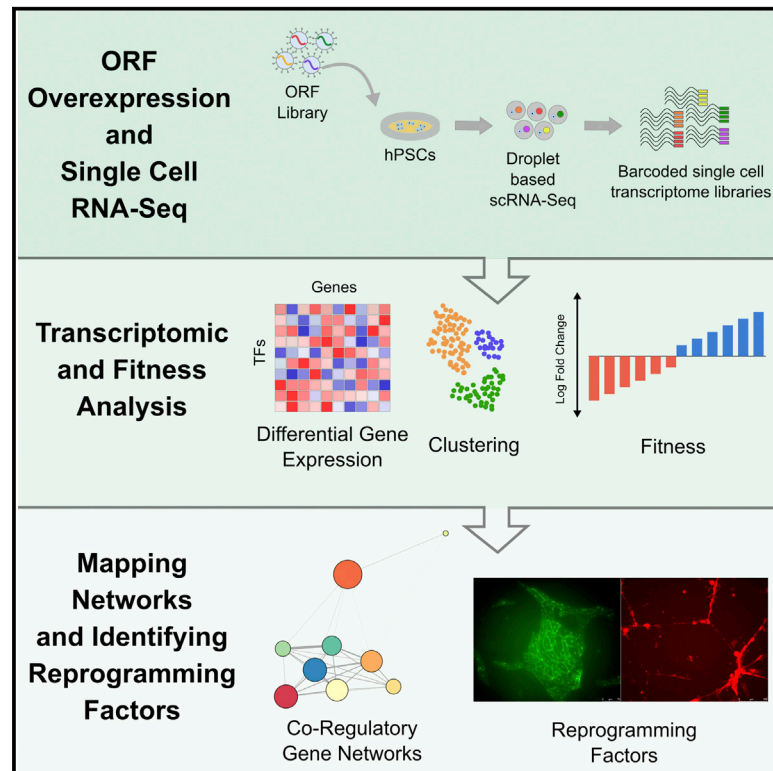 ORF
Overexpression
and
Single Cell
RNA-Seq
ORF
Library
hPSCs
Droplet
based
scRNA-Seq
Barcoded single cell
transcriptome libraries
Transcriptomic
and Fitness
Analysis
Genes
TFs
Differential Gene
Expression
Clustering
Log Fold Change
Fitness
Mapping
Networks
and Identifying
Reprogramming
Factors
Co-Regulatory
Gene Networks
Reprogramming
Factors